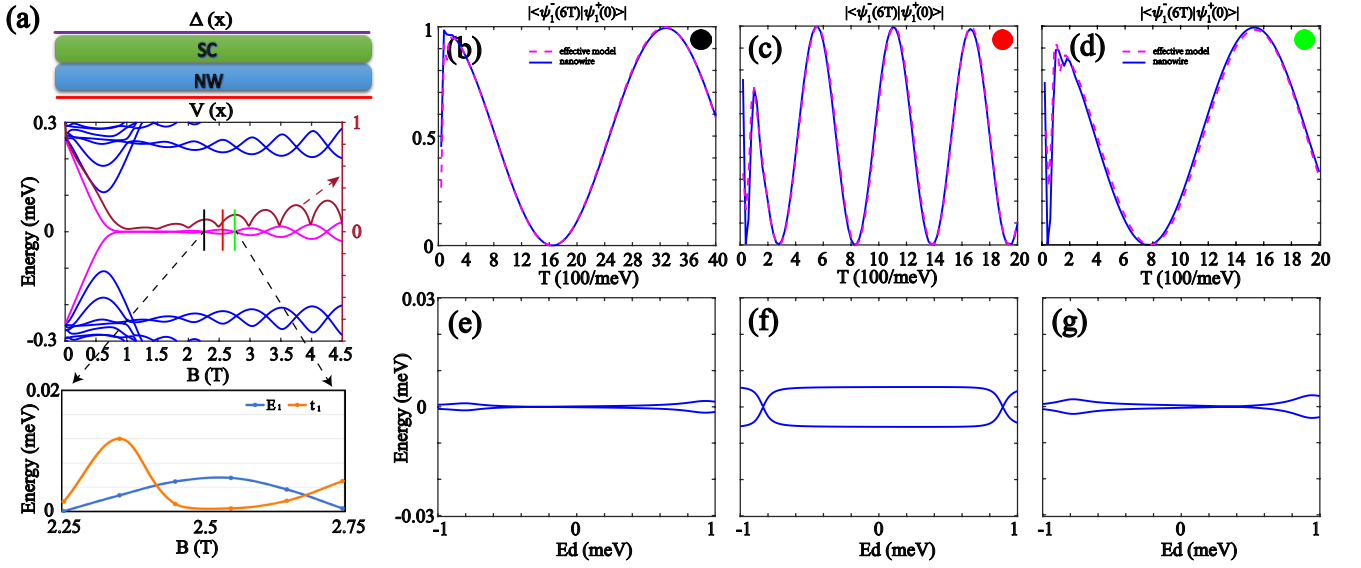 (a)
Δ (x)
SC
NW
V (x)
0.3
0
-0.3
Energy (meV)
1
0
0 0.5 1 1.5 2 2.5 3 3.5 4 4.5
B (T)
0.02
0
Energy (meV)
E₁ t₁
2.25 2.5 2.75
B (T)
|<ψ₁⁻(6T)|ψ₁⁺(0)>|
(b)
effective model
nanowire
1
0.5
0
0 4 8 12 16 20 24 28 32 36 40
T (100/meV)
|<ψ₁⁻(6T)|ψ₁⁺(0)>|
(c)
0 2 4 6 8 10 12 14 16 18 20
T (100/meV)
|<ψ₁⁻(6T)|ψ₁⁺(0)>|
(d)
effective model
nanowire
0 2 4 6 8 10 12 14 16 18 20
T (100/meV)
(e)
0.03
0
-0.03
Energy (meV)
-1 0 1
Ed (meV)
(f)
-1 0 1
Ed (meV)
(g)
-1 0 1
Ed (meV)